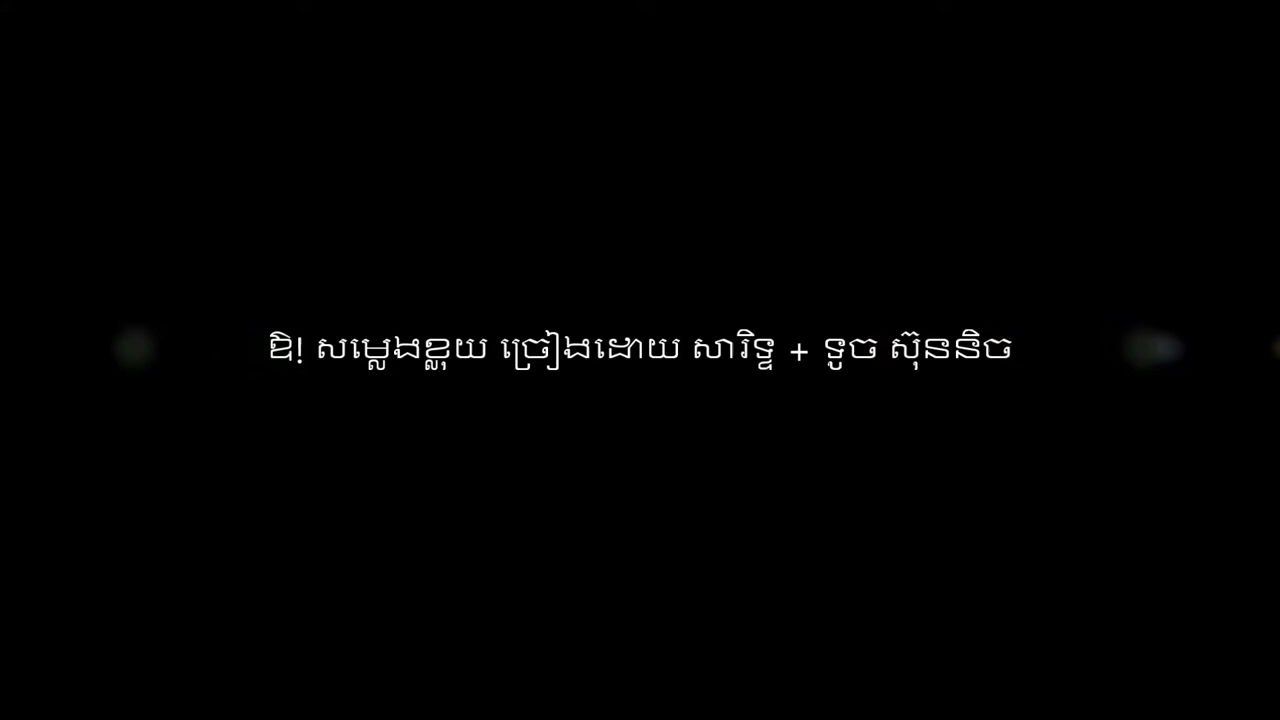 ឱ! សម្លេងខ្លុយ ច្រៀងដោយ សារិទ្ទ + ទូច ស៊ុននិច